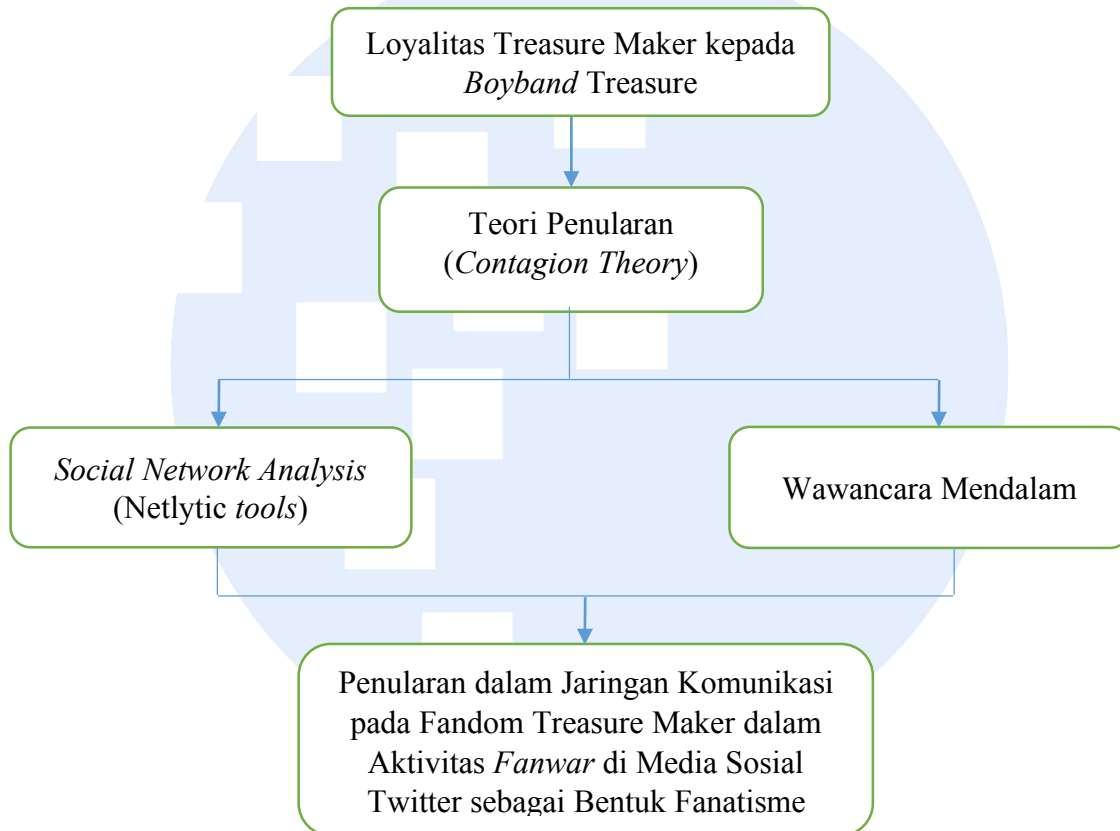 Loyalitas Treasure Maker kepada
Boyband Treasure
Teori Penularan
(Contagion Theory)
Social Network Analysis
(Netlytic tools)
Wawancara Mendalam
Penularan dalam Jaringan Komunikasi
pada Fandom Treasure Maker dalam
Aktivitas Fanwar di Media Sosial
Twitter sebagai Bentuk Fanatisme